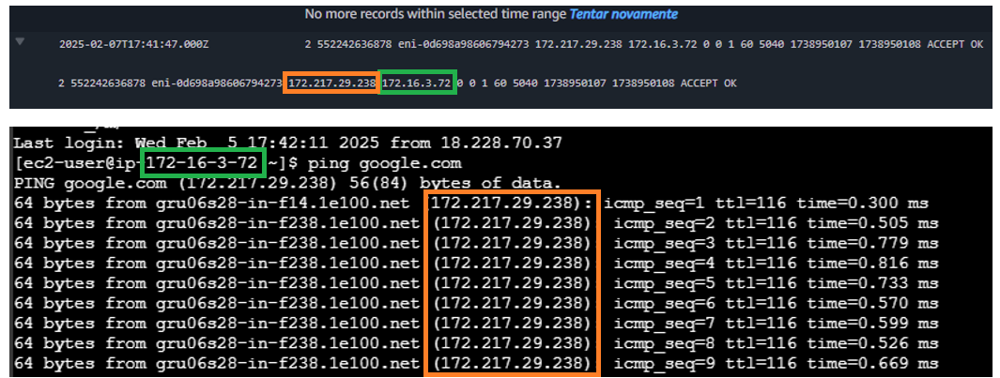 No more records within selected time range Tentar novamente
2025-02-07T17:41:47.000Z 2 552242636878 eni-0d698a98606794273 172.217.29.238 172.16.3.72 0 0 1 60 5040 1738950107 1738950108 ACCEPT OK
2 552242636878 eni-0d698a98606794273 172.217.29.238 172.16.3.72 0 0 1 60 5040 1738950107 1738950108 ACCEPT OK
Last login: Wed Feb  5 17:42:11 2025 from 18.228.70.37
[ec2-user@ip-172-16-3-72 ~]$ ping google.com
PING google.com (172.217.29.238) 56(84) bytes of data.
64 bytes from gru06s28-in-f14.1e100.net (172.217.29.238): icmp_seq=1 ttl=116 time=0.300 ms
64 bytes from gru06s28-in-f238.1e100.net (172.217.29.238): icmp_seq=2 ttl=116 time=0.505 ms
64 bytes from gru06s28-in-f238.1e100.net (172.217.29.238): icmp_seq=3 ttl=116 time=0.779 ms
64 bytes from gru06s28-in-f238.1e100.net (172.217.29.238): icmp_seq=4 ttl=116 time=0.816 ms
64 bytes from gru06s28-in-f238.1e100.net (172.217.29.238): icmp_seq=5 ttl=116 time=0.733 ms
64 bytes from gru06s28-in-f238.1e100.net (172.217.29.238): icmp_seq=6 ttl=116 time=0.570 ms
64 bytes from gru06s28-in-f238.1e100.net (172.217.29.238): icmp_seq=7 ttl=116 time=0.599 ms
64 bytes from gru06s28-in-f238.1e100.net (172.217.29.238): icmp_seq=8 ttl=116 time=0.526 ms
64 bytes from gru06s28-in-f238.1e100.net (172.217.29.238): icmp_seq=9 ttl=116 time=0.669 ms